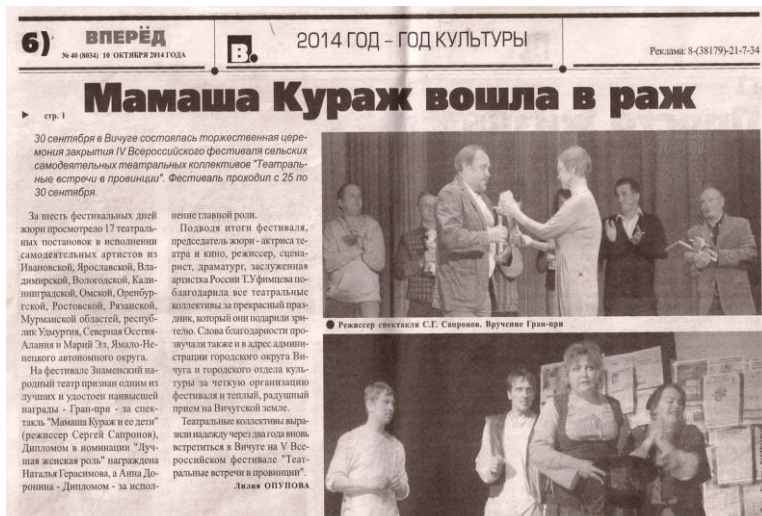 6)
ВПЕРЁД
№ 40 (8034) 10 ОКТЯБРЯ 2014 ГОДА
В.
2014 ГОД – ГОД КУЛЬТУРЫ
Реклама: 8-(38179)-21-7-34
Мамаша Кураж вошла в раж
стр. 1
30 сентября в Вичуге состоялась торжественная цере-
мония закрытия IV Всероссийского фестиваля сельских
самодеятельных театральных коллективов "Театраль-
ные встречи в провинции". Фестиваль проходил с 25 по
30 сентября.
За шесть фестивальных дней
жюри просмотрело 17 театраль-
ных постановок в исполнении
самодеятельных артистов из
Ивановской, Ярославской, Вла-
димирской, Вологодской, Кали-
нинградской, Омской, Оренбург-
ской, Ростовской, Рязанской,
Мурманской областей, респуб-
лик Удмуртия, Северная Осетия-
Алания и Марий Эл, Ямало-Не-
нецкого автономного округа.
На фестивале Знаменский на-
родный театр признан одним из
лучших и удостоен наивысшей
награды - Гран-при - за спек-
такль "Мамаша Кураж и ее дети"
(режиссер Сергей Сапронов),
Дипломом в номинации "Луч-
шая женская роль" награждена
Наталья Герасимова, а Анна До-
ронина - Дипломом - за испол-
нение главной роли.
Подводя итоги фестиваля,
председатель жюри - актриса те-
атра и кино, режиссер, сцена-
рист, драматург, заслуженная
артистка России Т.Уфимцева по-
благодарила все театральные
коллективы за прекрасный праз-
дник, который они подарили зри-
телю. Слова благодарности про-
звучали также и в адрес админи-
страции городского округа Ви-
чуга и городского отдела куль-
туры за четкую организацию
фестиваля и теплый, радушный
прием на Вичугской земле.
Театральные коллективы выра-
зили надежду через два года вновь
встретиться в Вичуге на V Все-
российском фестивале "Теат-
ральные встречи в провинции".
Лилия ОПУПОВА
Режиссер спектакля С.Г. Сапронов. Вручение Гран-при